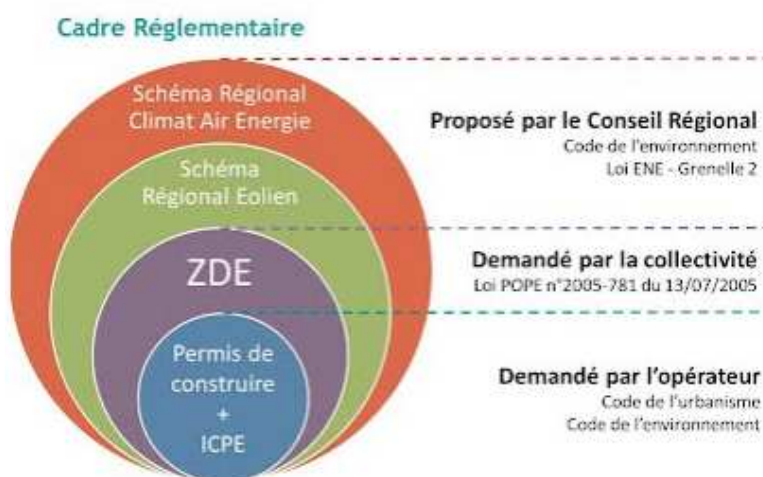 Cadre Réglementaire
Schéma Régional
Climat Air Energie
Schéma
Régional Eolien
ZDE
Permis de
construire
+
ICPE
Proposé par le Conseil Régional
Code de l'environnement
Loi ENE - Grenelle 2
Demandé par la collectivité
Loi POPE n°2005-781 du 13/07/2005
Demandé par l'opérateur
Code de l'urbanisme
Code de l'environnement